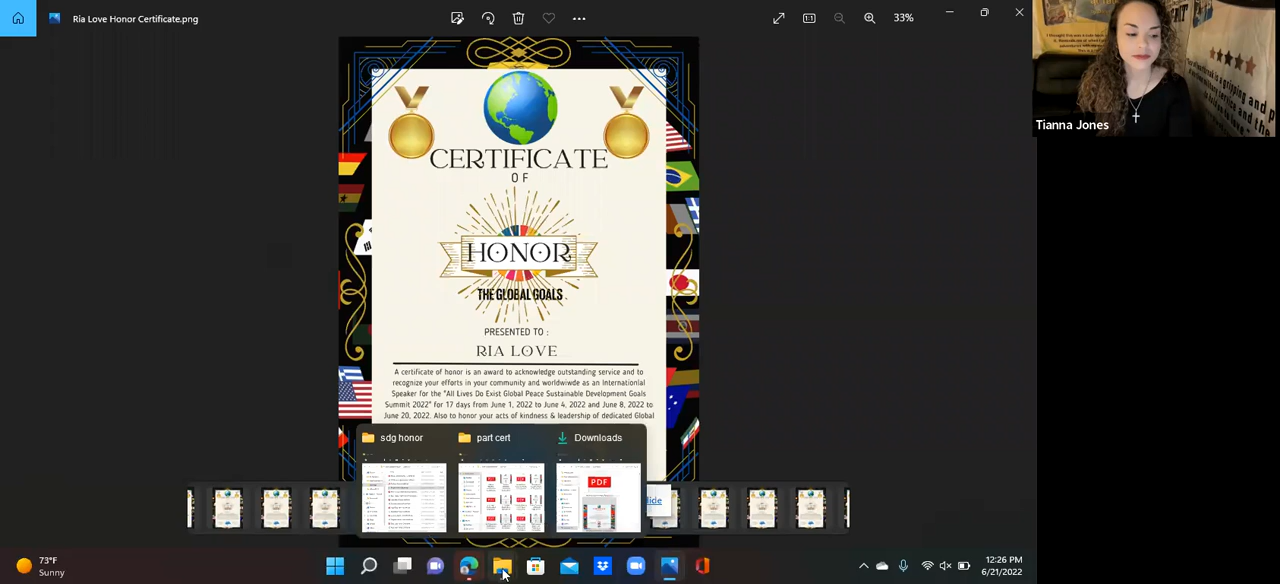 Ria Love Honor Certificate.png
33%
Tianna Jones
CERTIFICATE
OF
HONOR
THE GLOBAL GOALS
PRESENTED TO :
RIA LOVE
A certificate of honor is an award to acknowledge outstanding service and to
recognize your efforts in your community and worldwiwde as an Internatinal
Speaker for the "All Lives Do Exist Global Peace Sustainable Development Goals
Summit 2022" for 17 days from June 1, 2022 to June 4, 2022 and June 8, 2022 to
June 20, 2022. Also to honor your acts of kindness & leadership of dedicated Global
sdg honor
part cert
Downloads
PDF
lide
73°F
Sunny
12:26 PM
6/21/2022